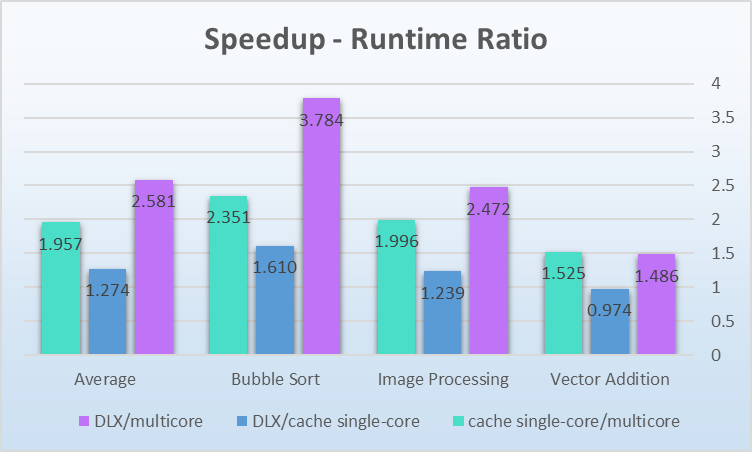 Speedup - Runtime Ratio
4
3.5
3
2.5
2
1.5
1
0.5
0
1.957
1.274
2.581
2.351
1.610
3.784
1.996
1.239
2.472
1.525
0.974
1.486
Average
Bubble Sort
Image Processing
Vector Addition
DLX/multicore
DLX/cache single-core
cache single-core/multicore